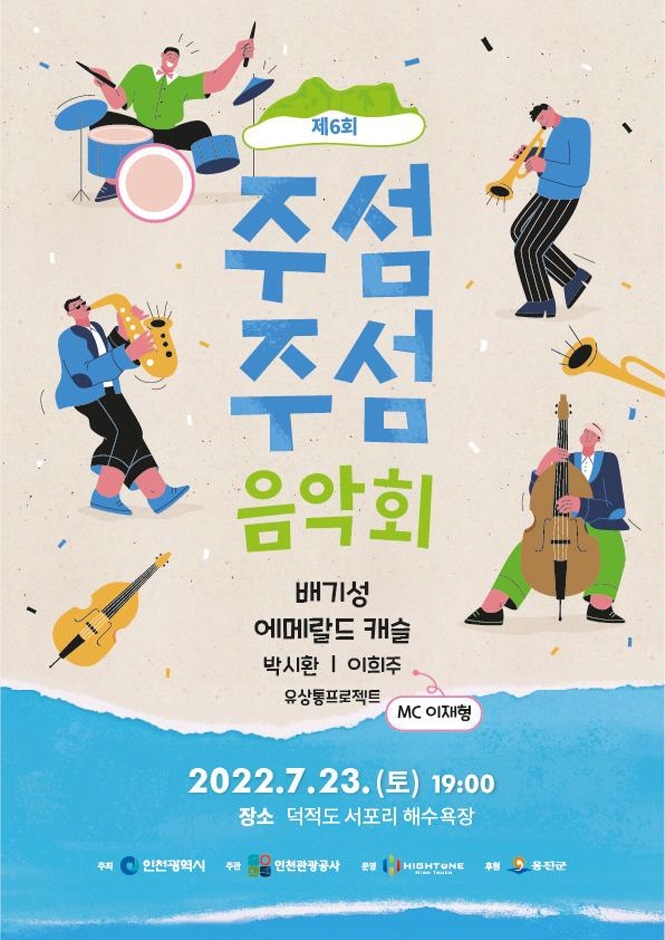 제6회
주섬
주섬
음악회
배기성
에메랄드 캐슬
박시환 | 이희주
유상통프로젝트
MC 이재형
2022.7.23.(토) 19:00
장소 덕적도 서포리 해수욕장
주최 인천광역시 주관 인천관광공사 운영 HIGHTONE HIGH TOUCH 후원 옹진군